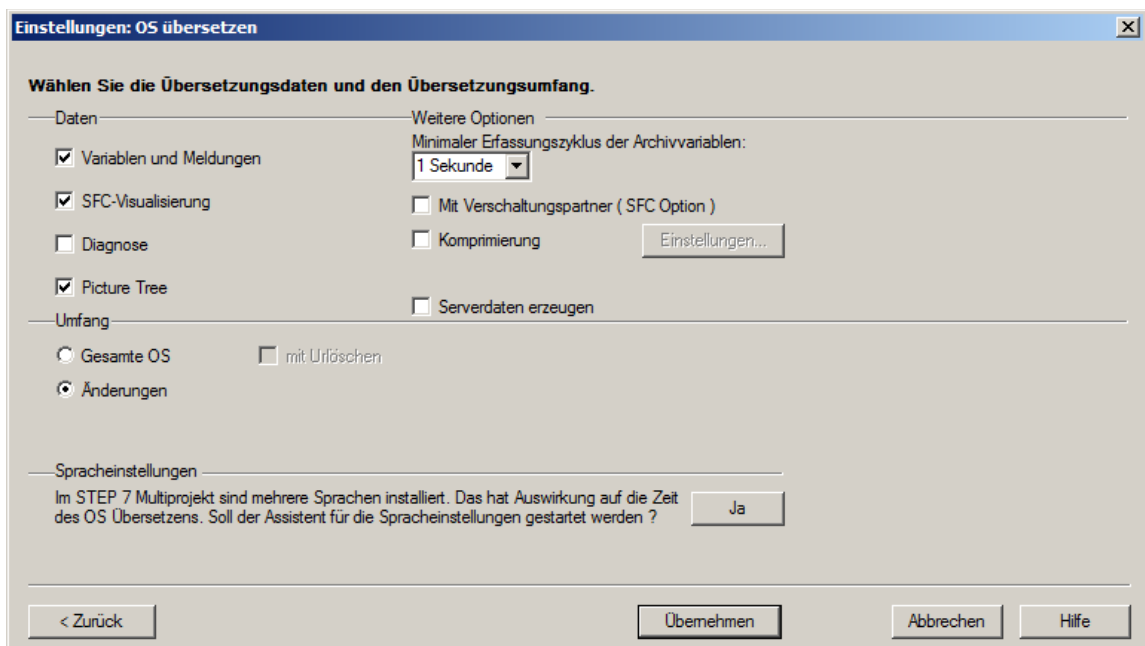 Einstellungen: OS übersetzen
Wählen Sie die Übersetzungsdaten und den Übersetzungsumfang.
Daten
Variablen und Meldungen
SFC-Visualisierung
Diagnose
Picture Tree
Weitere Optionen
Minimaler Erfassungszyklus der Archivvariablen:
1 Sekunde
Mit Verschaltungspartner ( SFC Option )
Komprimierung
Einstellungen...
Serverdaten erzeugen
Umfang
Gesamte OS
mit Urlöschen
Änderungen
Spracheinstellungen
Im STEP 7 Multiprojekt sind mehrere Sprachen installiert. Das hat Auswirkung auf die Zeit
des OS Übersetzens. Soll der Assistent für die Spracheinstellungen gestartet werden ?
Ja
< Zurück
Übernehmen
Abbrechen
Hilfe